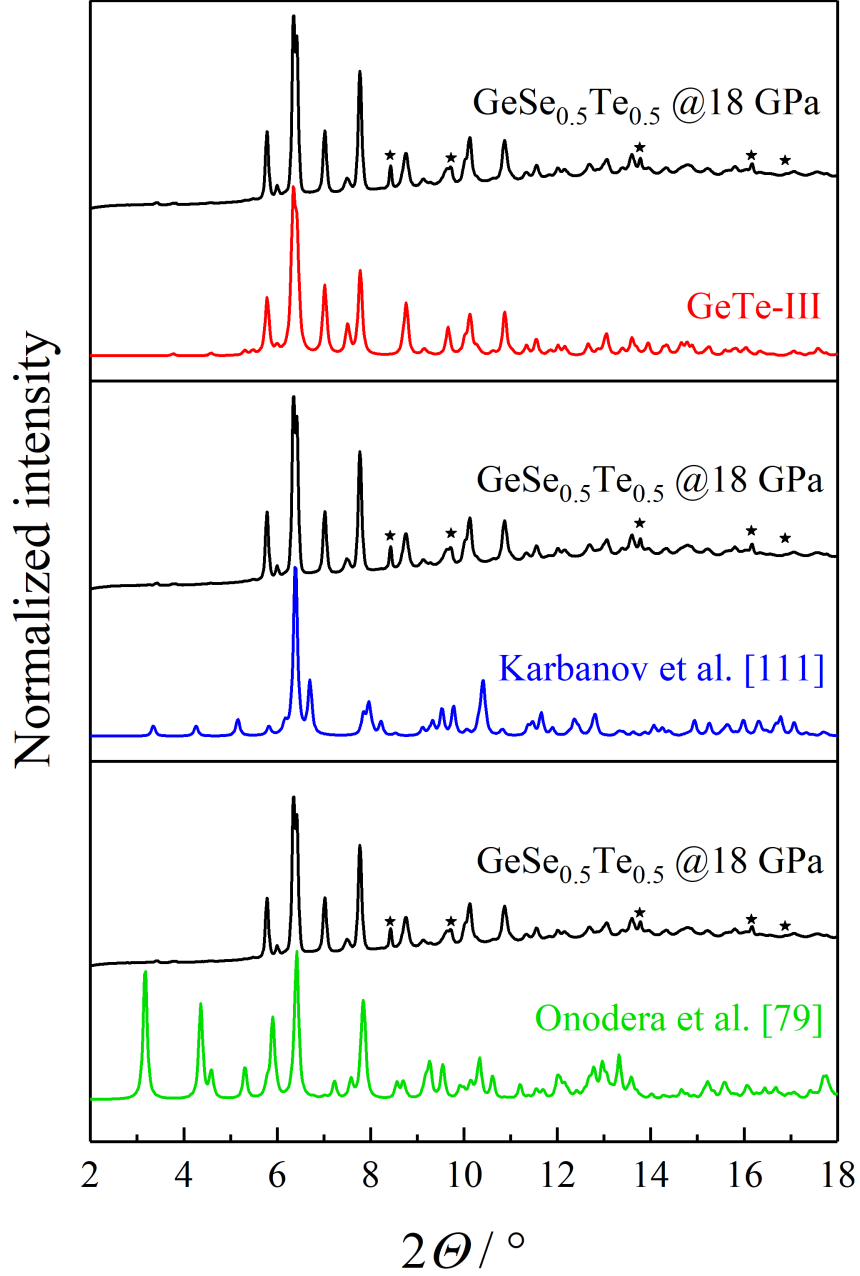 GeSe0.5Te0.5 @18 GPa
GeTe-III
GeSe0.5Te0.5 @18 GPa
Karbanov et al. [111]
GeSe0.5Te0.5 @18 GPa
Onodera et al. [79]
Normalized intensity
2 4 6 8 10 12 14 16 18
2Θ / °